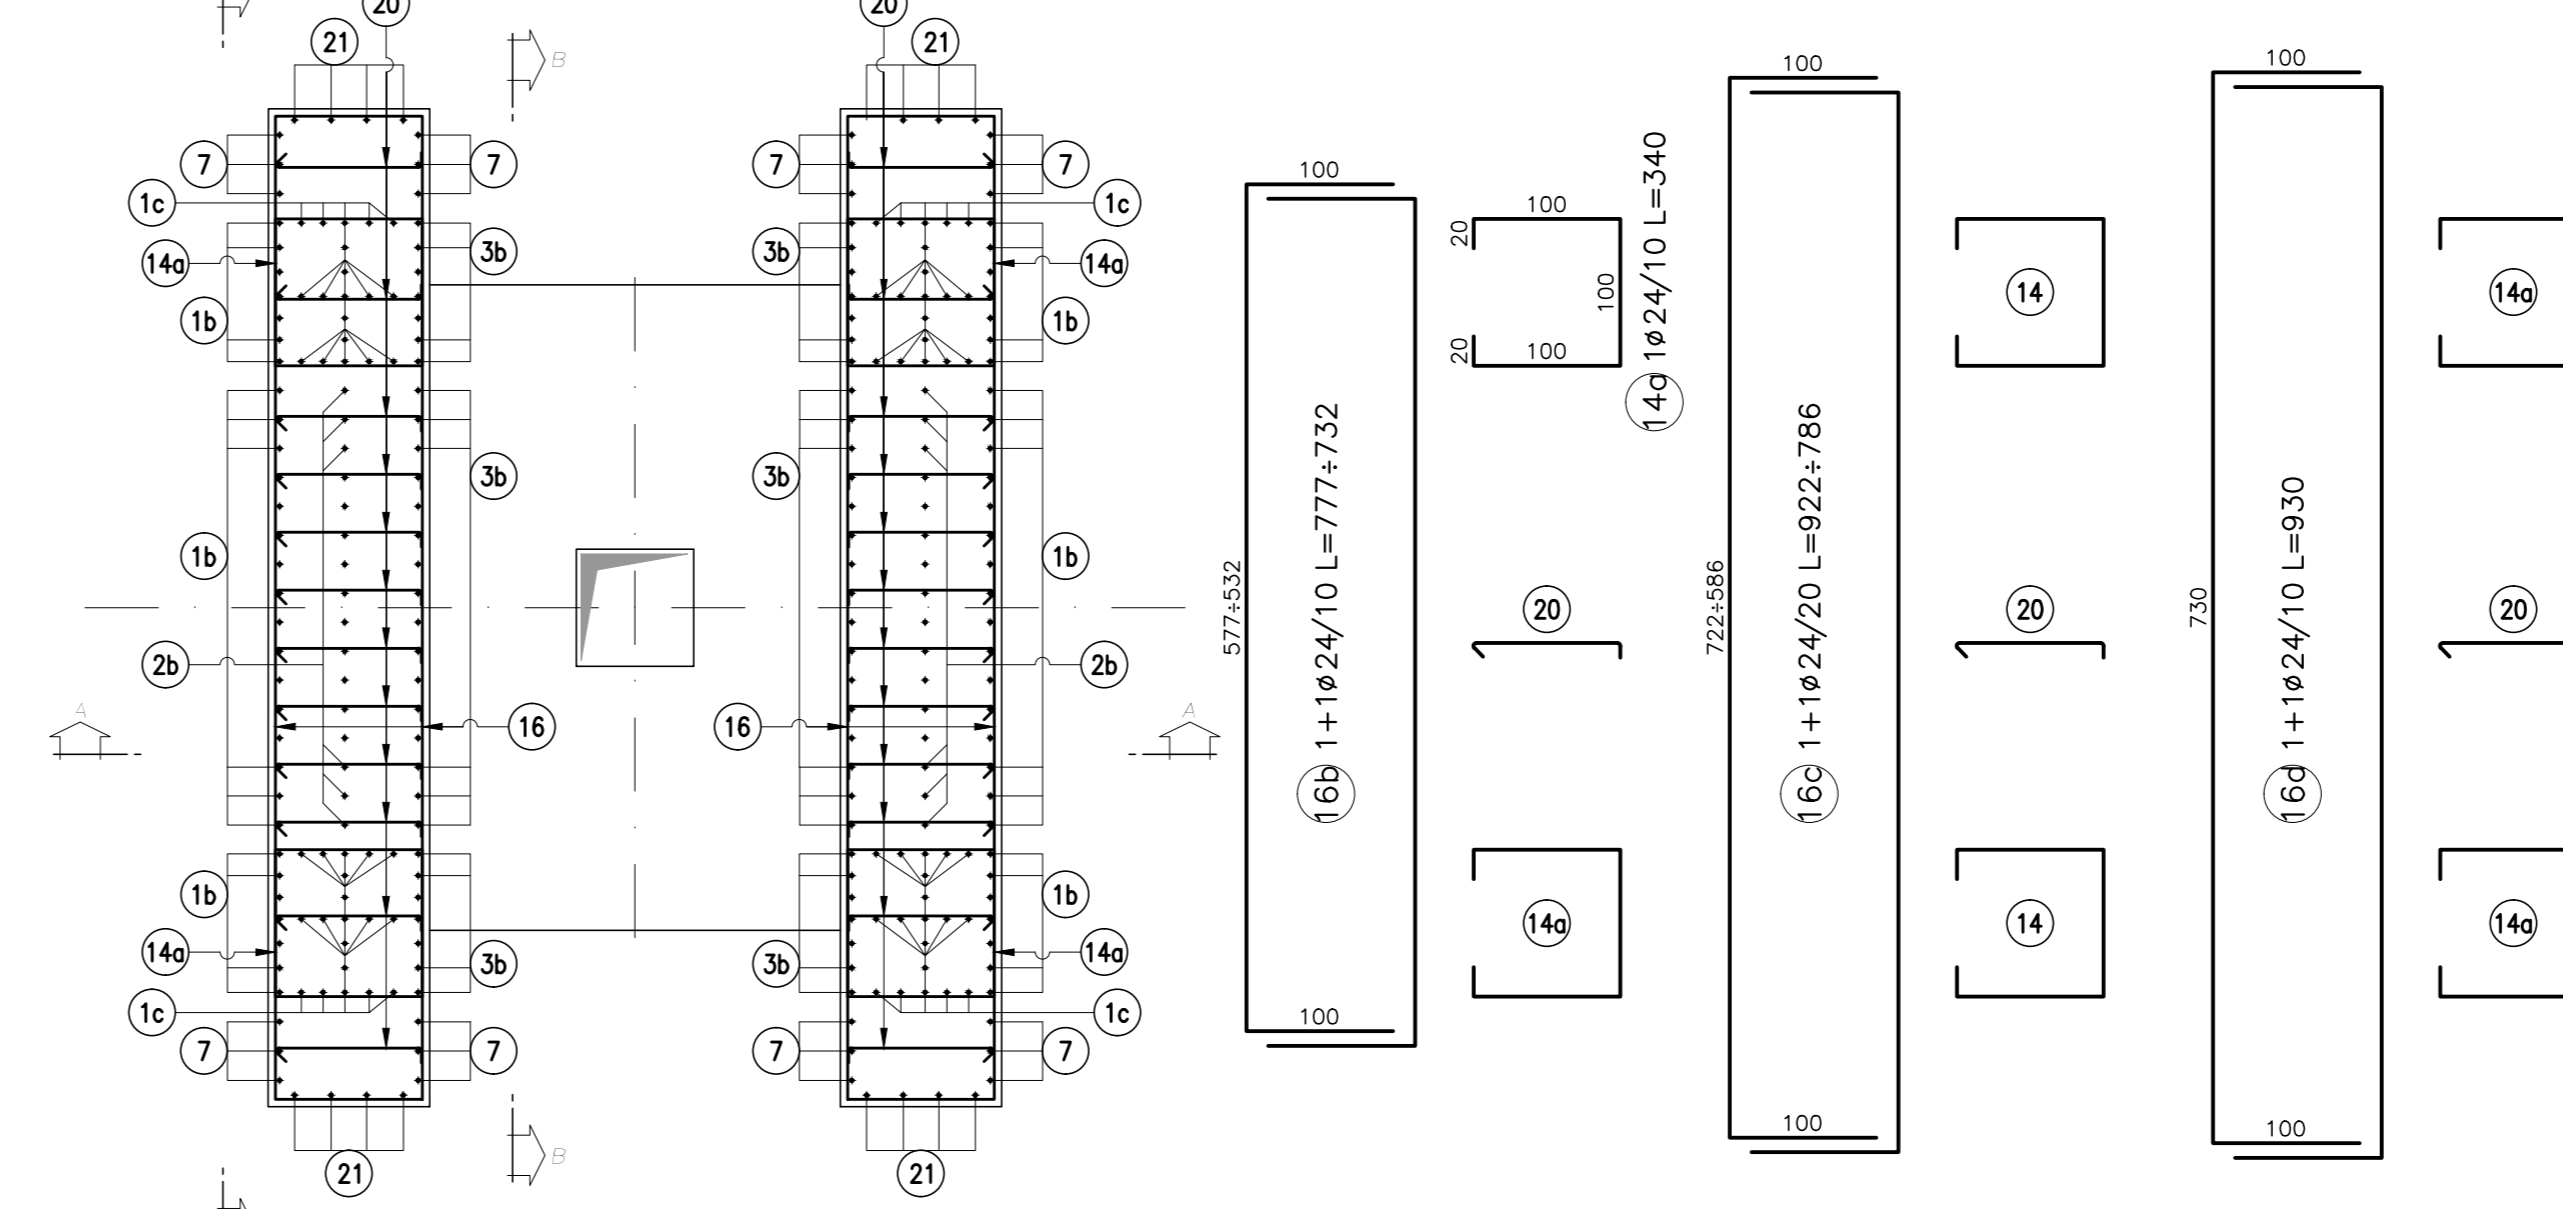 20
20
21
21
B
7
7
7
7
1c
1c
3b
3b
14a
14a
1b
1b
3b
3b
1b
1b
2b
2b
A
16
16
A
1b
1b
14a
3b
3b
14a
1c
1c
7
7
7
7
B
21
21
100
577÷532
16b 1+1ø24/10 L=777÷732
100
20
100
100
20
100
14a 1ø24/10 L=340
20
14a
100
722÷586
16c 1+1ø24/20 L=922÷786
100
14
20
14
100
730
16d 1+1ø24/10 L=930
100
14a
20
14a